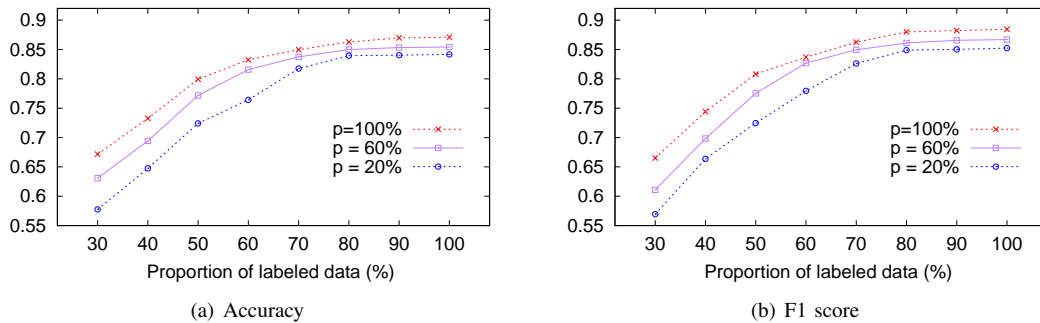 0.9
0.85
0.8
0.75
0.7
0.65
0.6
0.55
p=100%
p = 60%
p = 20%
30 40 50 60 70 80 90 100
Proportion of labeled data (%)
(a) Accuracy
0.9
0.85
0.8
0.75
0.7
0.65
0.6
0.55
p=100%
p = 60%
p = 20%
30 40 50 60 70 80 90 100
Proportion of labeled data (%)
(b) F1 score